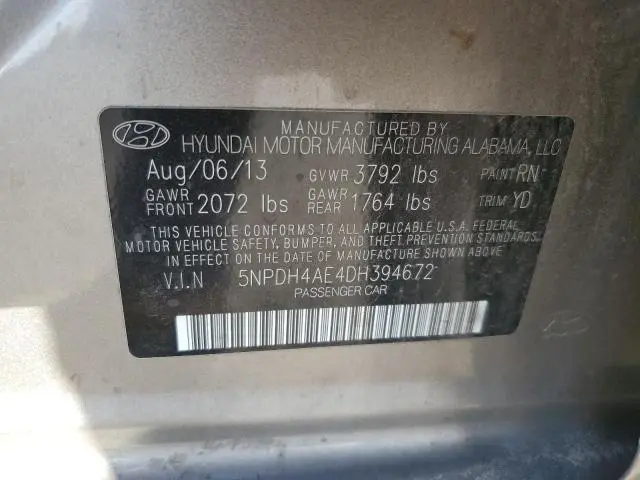 MANUFACTURED BY
HYUNDAI MOTOR MANUFACTURING ALABAMA, LLC
Aug/06/13 GVWR 3792 lbs PAINT RN
GAWR FRONT 2072 lbs GAWR REAR 1764 lbs TRIM YD
THIS VEHICLE CONFORMS TO ALL APPLICABLE U.S.A. FEDERAL
MOTOR VEHICLE SAFETY, BUMPER, AND THEFT PREVENTION STANDARDS
IN EFFECT ON THE DATE OF MANUFACTURE SHOWN ABOVE
V.I.N 5NPDH4AE4DH394672
PASSENGER CAR